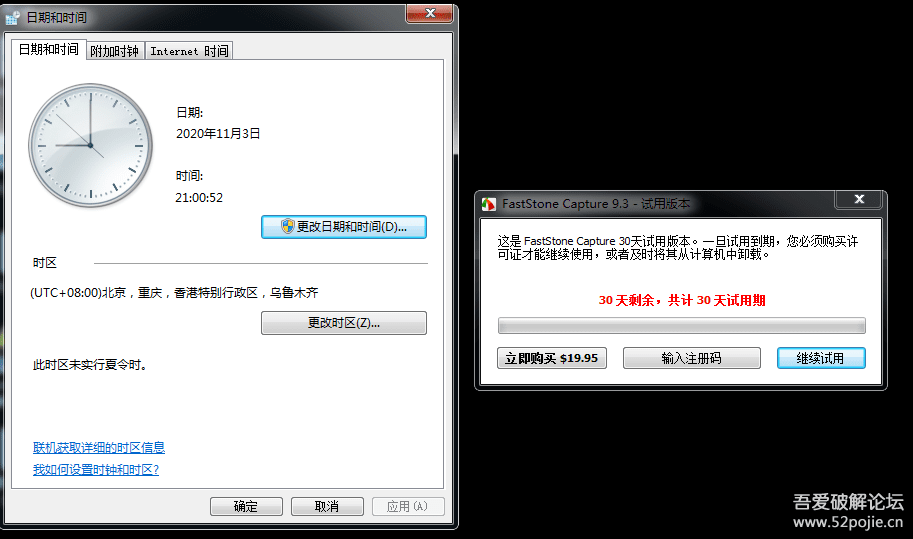 日期和时间
日期和时间 附加时钟 Internet 时间
日期:
2020年11月3日
时间:
21:00:52
更改日期和时间(D)...
时区
(UTC+08:00)北京，重庆，香港特别行政区，乌鲁木齐
更改时区(Z)...
此时区未实行夏令时。
联机获取详细的时区信息
我如何设置时钟和时区?
确定 取消 应用(A)
FastStone Capture 9.3 - 试用版本
这是 FastStone Capture 30天试用版本。一旦试用到期，您必须购买许
可证才能继续使用，或者及时将其从计算机中卸载。
30 天剩余，共计 30 天试用期
立即购买 $19.95 输入注册码 继续试用
吾爱破解论坛
www.52pojie.cn